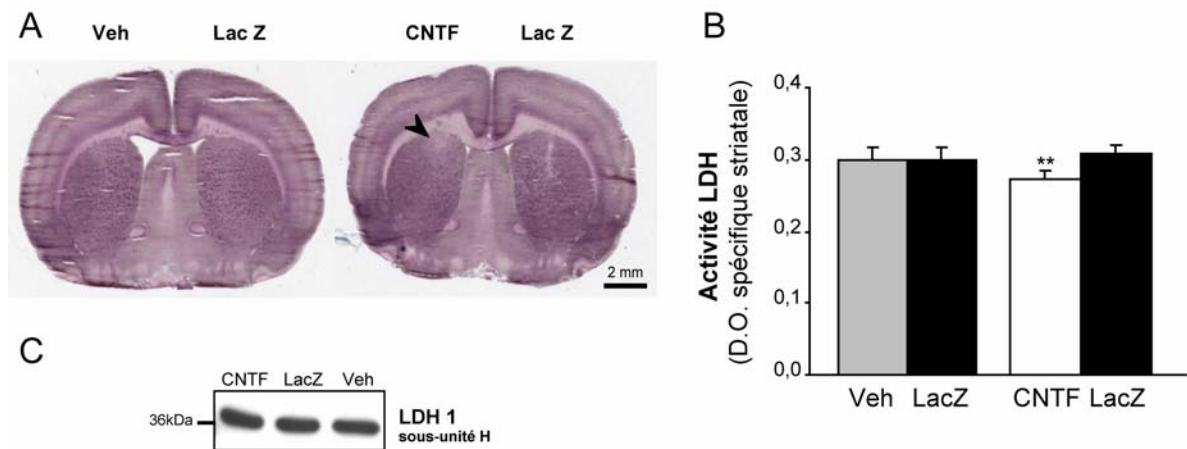 A
Veh Lac Z CNTF Lac Z
2 mm
B
Activité LDH
(D.O. spécifique striatale)
0,4
0,3
0,2
0,1
0,0
**
Veh LacZ CNTF LacZ
C
CNTF LacZ Veh
36kDa
LDH 1
sous-unité H